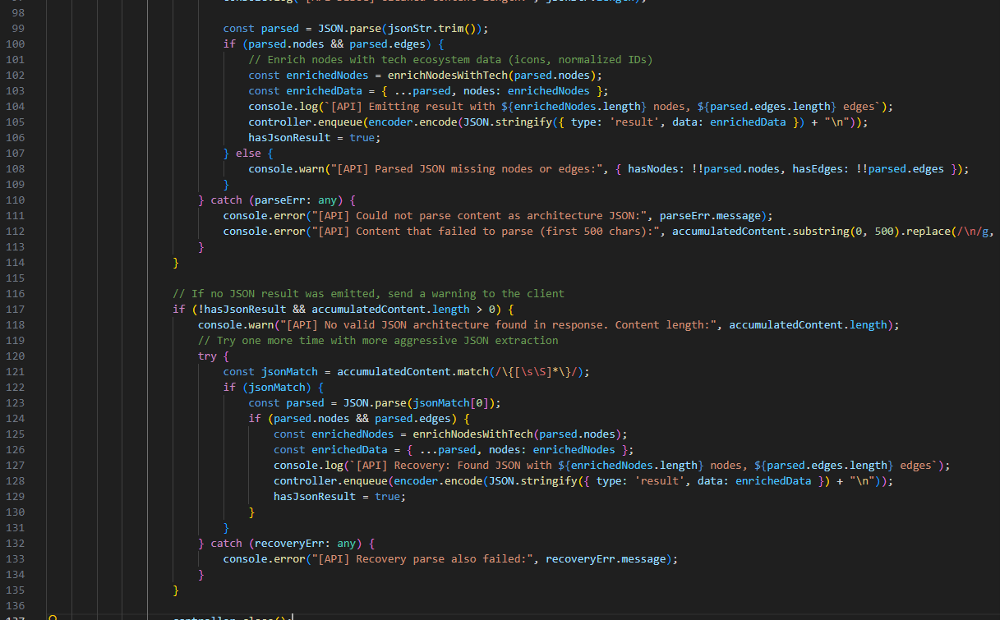 98
99 const parsed = JSON.parse(jsonStr.trim());
100 if (parsed.nodes && parsed.edges) {
101 // Enrich nodes with tech ecosystem data (icons, normalized IDs)
102 const enrichedNodes = enrichNodesWithTech(parsed.nodes);
103 const enrichedData = { ...parsed, nodes: enrichedNodes };
104 console.log(`[API] Emitting result with ${enrichedNodes.length} nodes, ${parsed.edges.length} edges`);
105 controller.enqueue(encoder.encode(JSON.stringify({ type: 'result', data: enrichedData }) + "\n"));
106 hasJsonResult = true;
107 } else {
108 console.warn("[API] Parsed JSON missing nodes or edges:", { hasNodes: !!parsed.nodes, hasEdges: !!parsed.edges });
109 }
110 } catch (parseErr: any) {
111 console.error("[API] Could not parse content as architecture JSON:", parseErr.message);
112 console.error("[API] Content that failed to parse (first 500 chars):", accumulatedContent.substring(0, 500).replace(/\n/g,
113 }
114 }
115
116 // If no JSON result was emitted, send a warning to the client
117 if (!hasJsonResult && accumulatedContent.length > 0) {
118 console.warn("[API] No valid JSON architecture found in response. Content length:", accumulatedContent.length);
119 // Try one more time with more aggressive JSON extraction
120 try {
121 const jsonMatch = accumulatedContent.match(/\{[\s\S]*\}/);
122 if (jsonMatch) {
123 const parsed = JSON.parse(jsonMatch[0]);
124 if (parsed.nodes && parsed.edges) {
125 const enrichedNodes = enrichNodesWithTech(parsed.nodes);
126 const enrichedData = { ...parsed, nodes: enrichedNodes };
127 console.log(`[API] Recovery: Found JSON with ${enrichedNodes.length} nodes, ${parsed.edges.length} edges`);
128 controller.enqueue(encoder.encode(JSON.stringify({ type: 'result', data: enrichedData }) + "\n"));
129 hasJsonResult = true;
130 }
131 }
132 } catch (recoveryErr: any) {
133 console.error("[API] Recovery parse also failed:", recoveryErr.message);
134 }
135 }
136